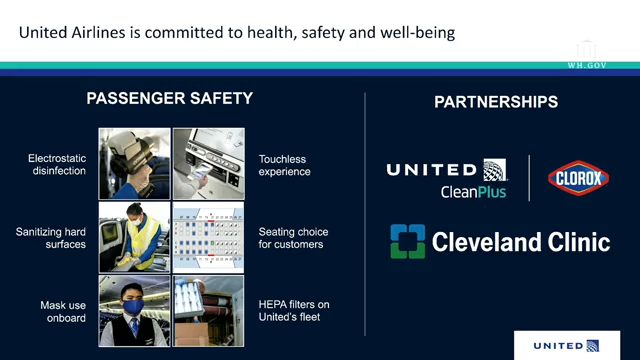 United Airlines is committed to health, safety and well-being
WH.GOV
PASSENGER SAFETY
Electrostatic
disinfection
Touchless
experience
Sanitizing hard
surfaces
Seating choice
for customers
Mask use
onboard
HEPA filters on
United's fleet
PARTNERSHIPS
UNITED
CleanPlus
CLOROX
Cleveland Clinic
UNITED